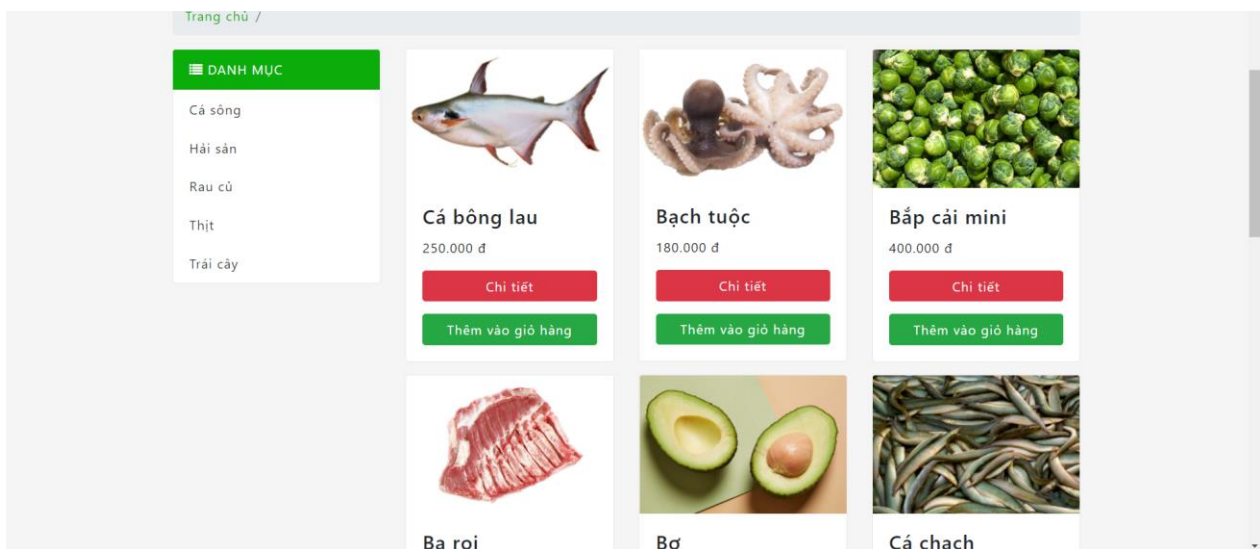 Trang chủ /
DANH MỤC
Cá sông
Hải sản
Rau củ
Thịt
Trái cây
Cá bông lau
250.000 đ
Chi tiết
Thêm vào giỏ hàng
Bạch tuộc
180.000 đ
Chi tiết
Thêm vào giỏ hàng
Bắp cải mini
400.000 đ
Chi tiết
Thêm vào giỏ hàng
Ba roi
Bơ
Cá chạch